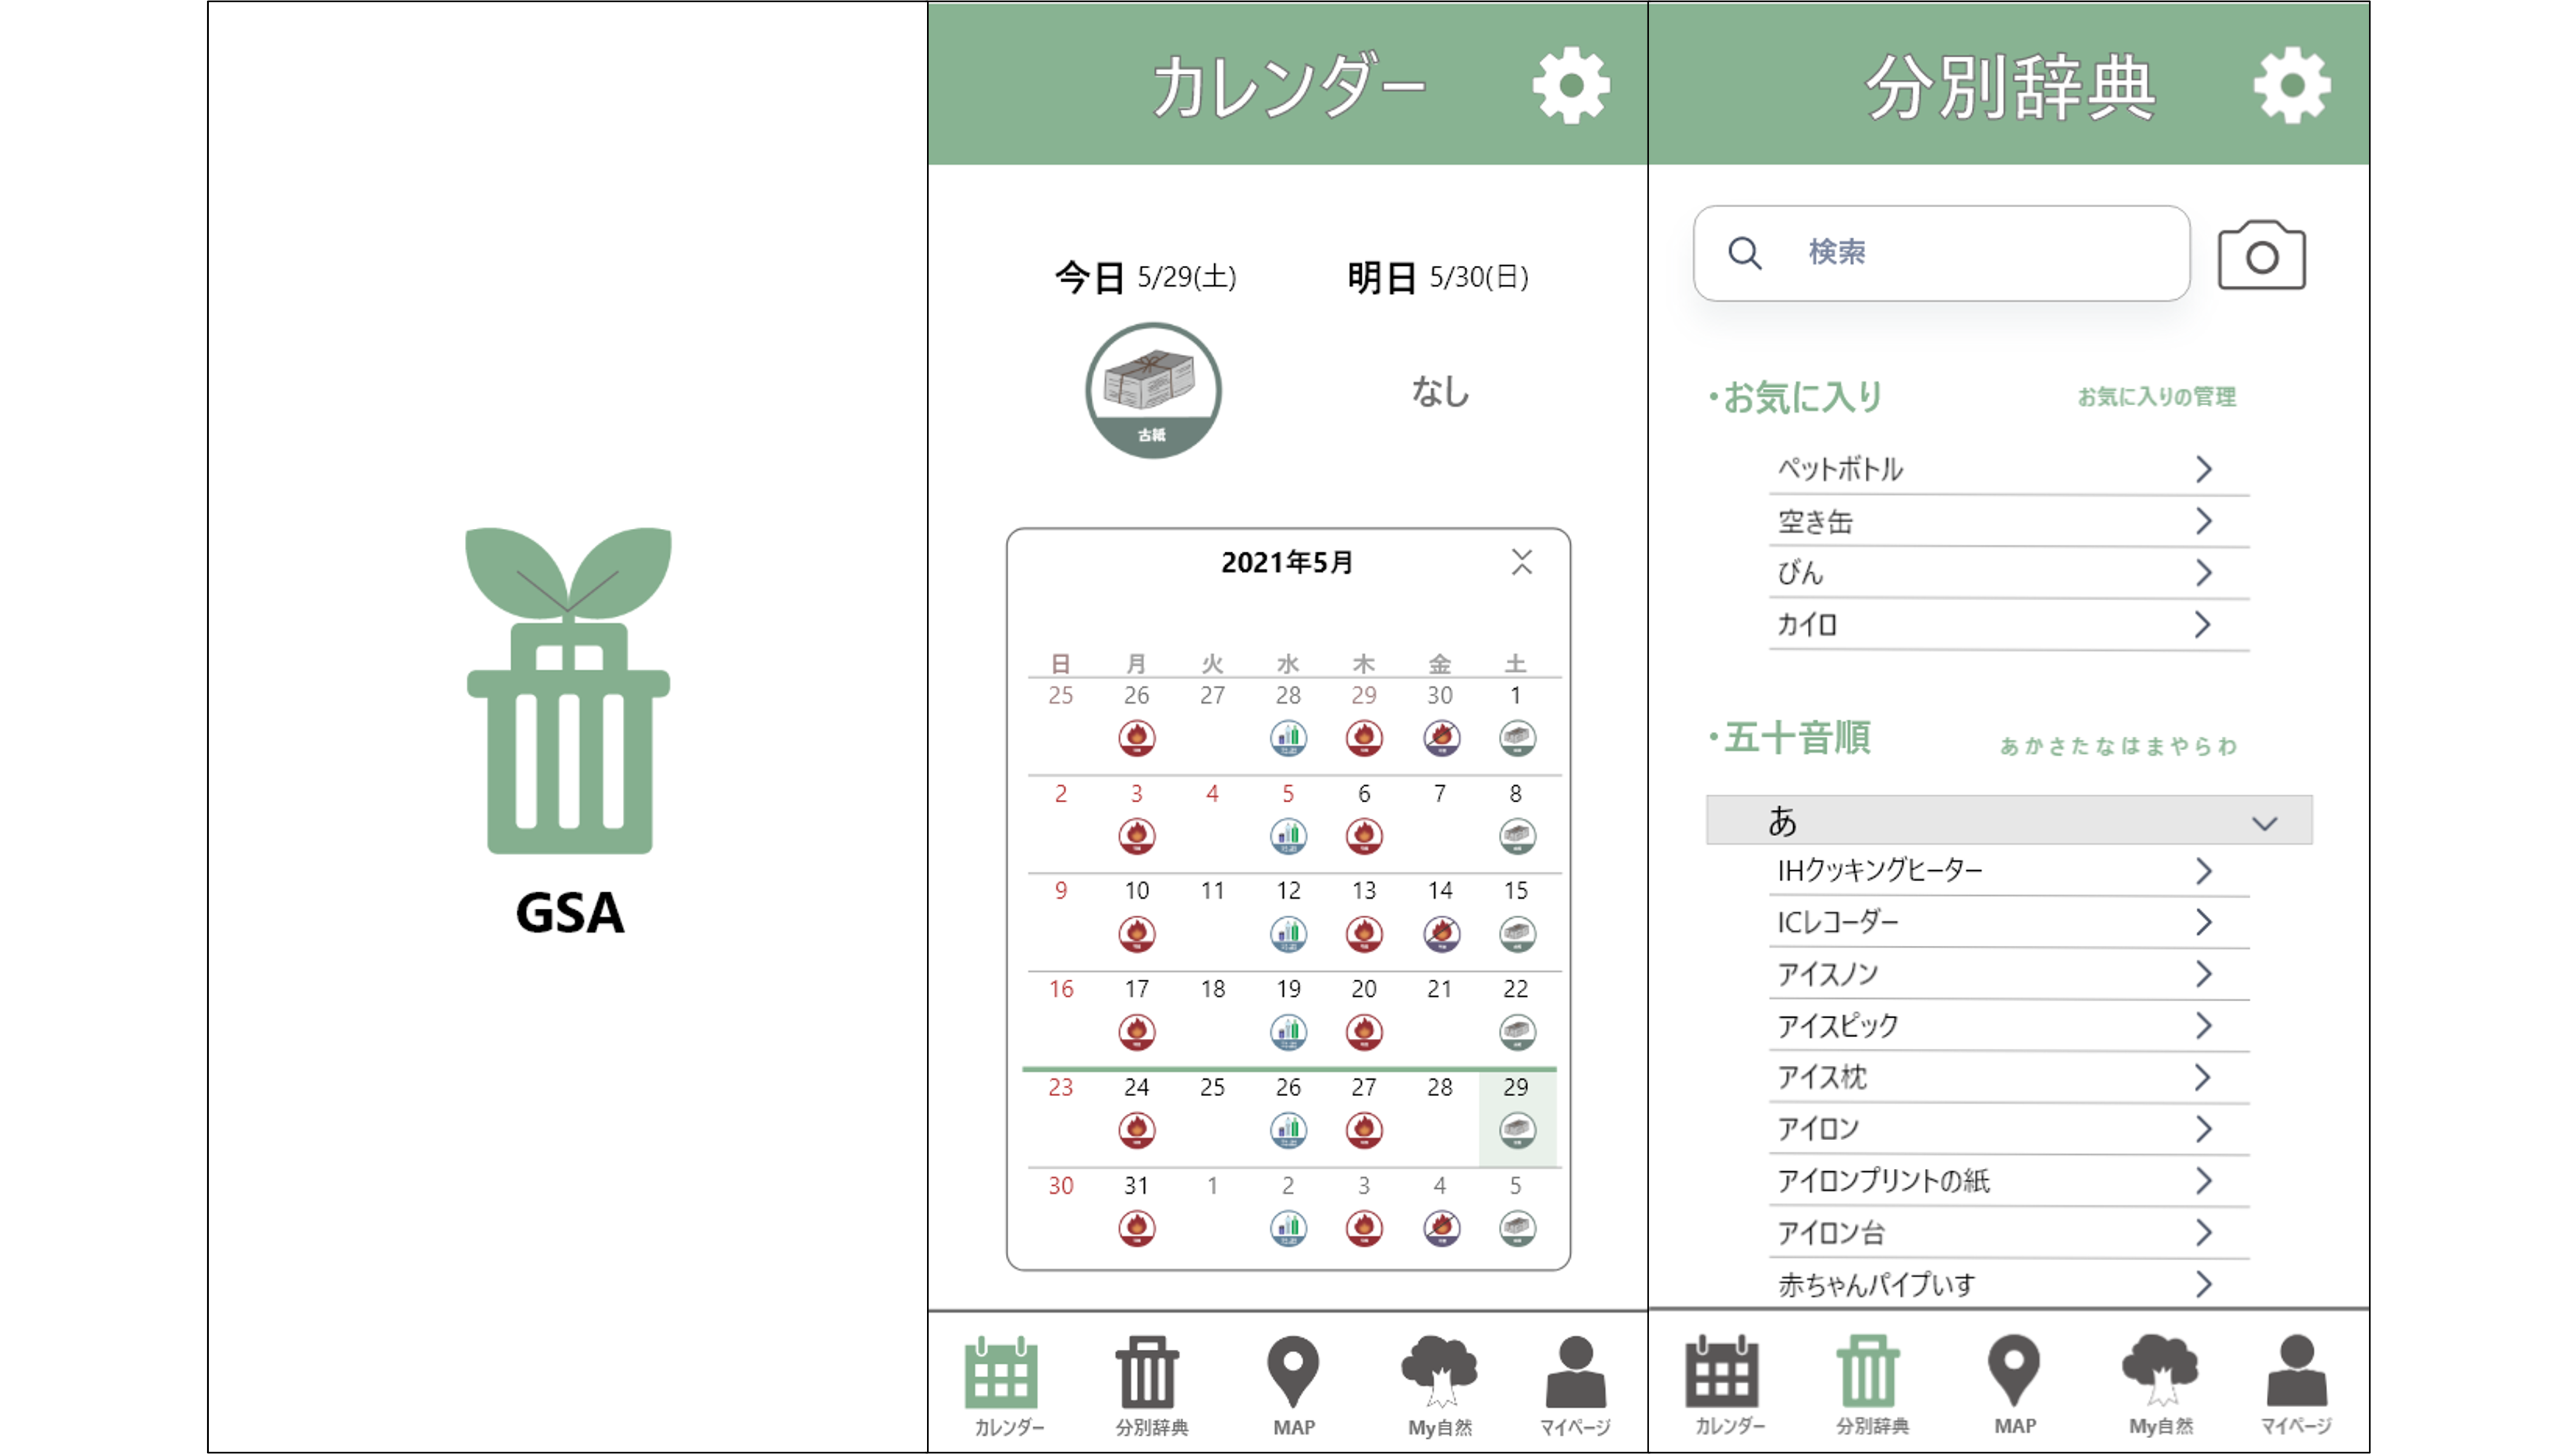 GSA
カレンダー
今日 5/29(土) 明日 5/30(日)
古紙
なし
2021年5月
日 月 火 水 木 金 土
25 26 27 28 29 30 1
2 3 4 5 6 7 8
9 10 11 12 13 14 15
16 17 18 19 20 21 22
23 24 25 26 27 28 29
30 31 1 2 3 4 5
カレンダー 分別辞典 MAP My自然 マイページ
分別辞典
検索
・お気に入り お気に入りの管理
ペットボトル
空き缶
びん
カイロ
・五十音順 あかさたなはまやらわ
あ
IHクッキングヒーター
ICレコーダー
アイスノン
アイスピック
アイス枕
アイロン
アイロンプリントの紙
アイロン台
赤ちゃんパイプいす
カレンダー 分別辞典 MAP My自然 マイページ